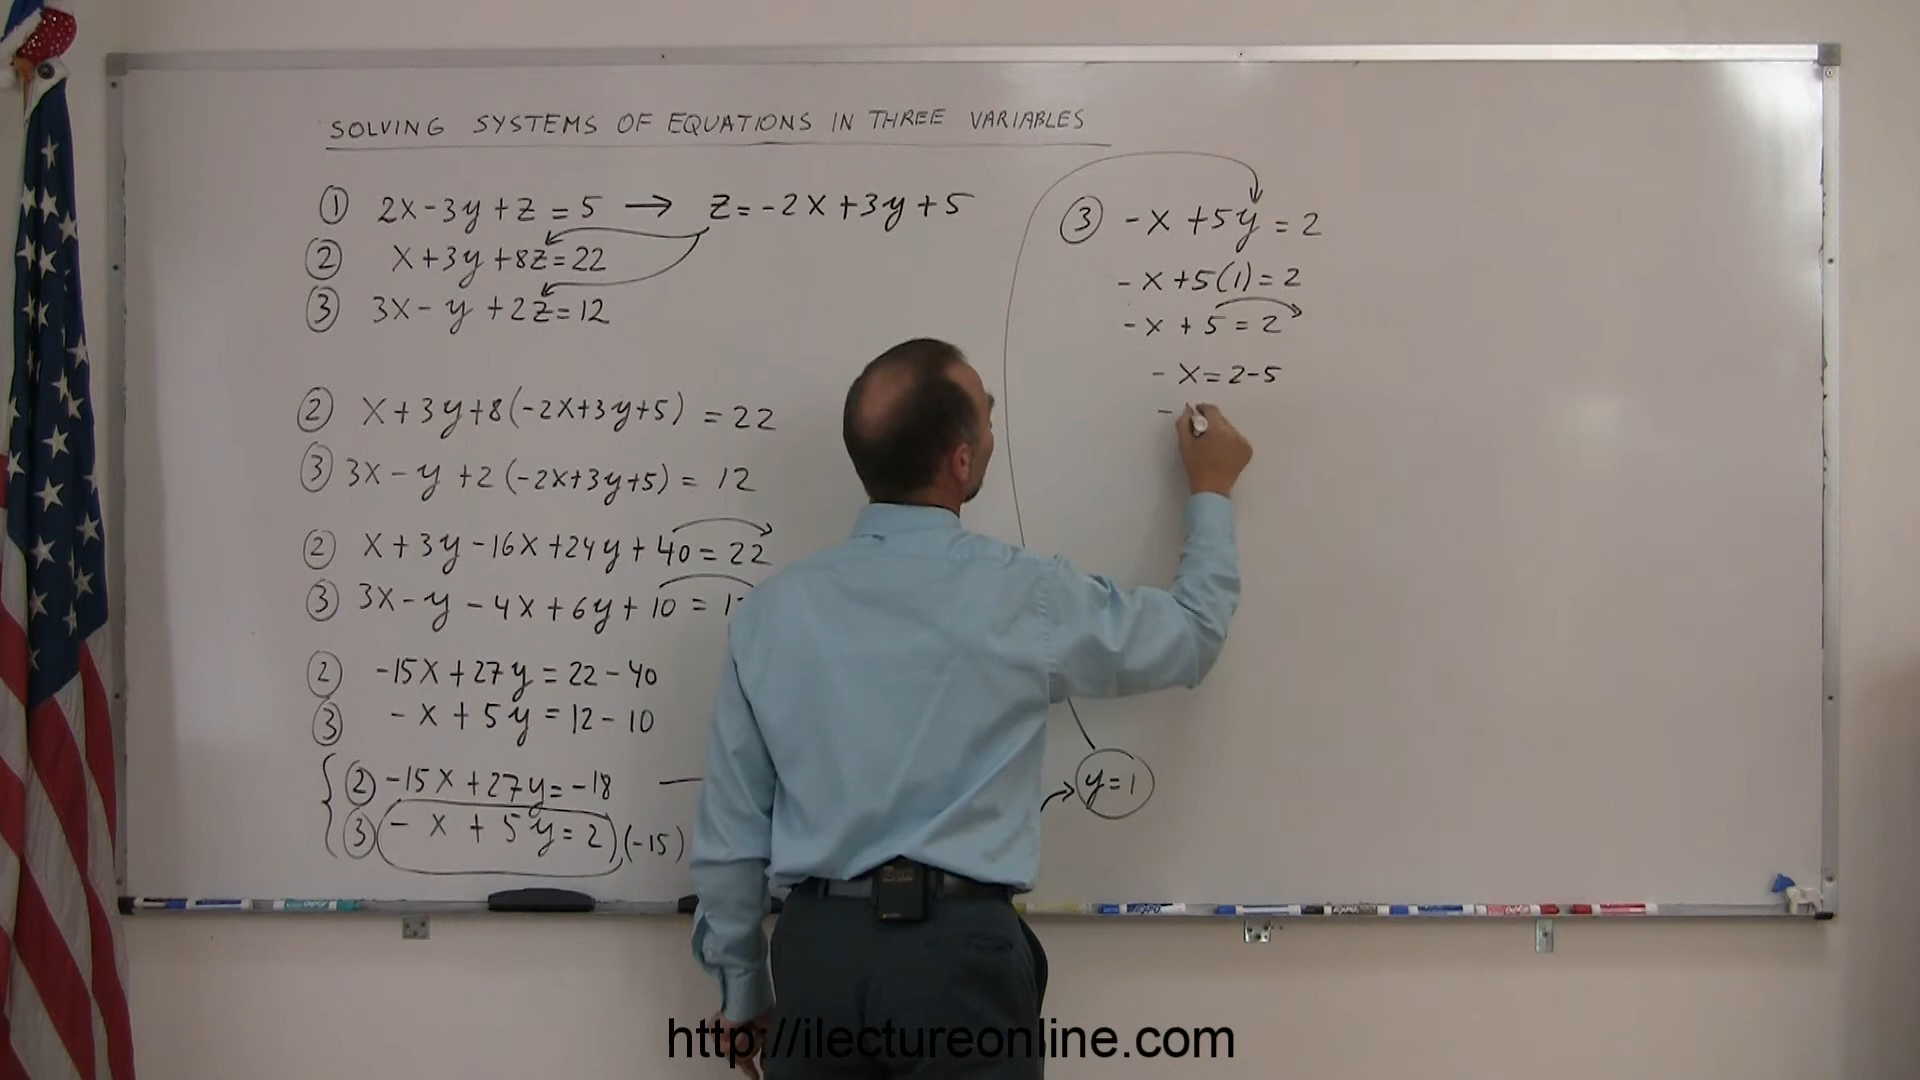 SOLVING SYSTEMS OF EQUATIONS IN THREE VARIABLES
① 2x-3y+z=5 → z=-2x+3y+5
② x+3y+8z=22
③ 3x-y+2z=12
② x+3y+8(-2x+3y+5) = 22
③ 3x-y+2(-2x+3y+5) = 12
② x+3y-16x+24y+40=22
③ 3x-y-4x+6y+10 = 1
② -15x+27y=22-40
③ -x+5y=12-10
② -15x+27y=-18
③ -x+5y=2 (-15)
③ -x+5y=2
-x+5(1)=2
-x+5=2
-x=2-5
-
y=1
http://ilectureonline.com